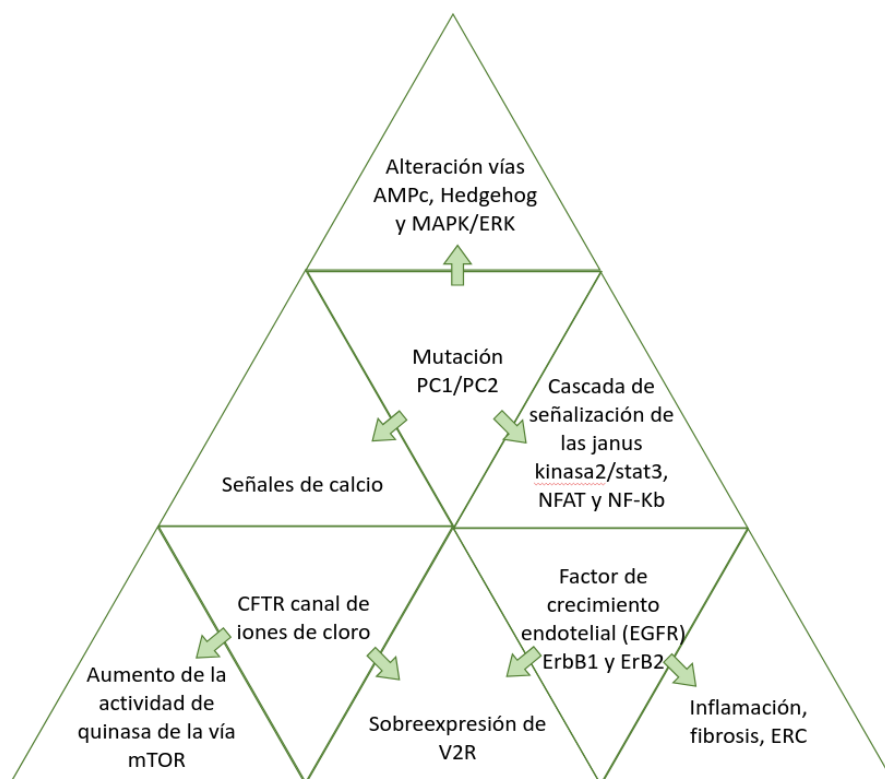 Alteración vías
AMPc, Hedgehog
y MAPK/ERK
Mutación
PC1/PC2
Cascada de
señalización de
las janus
kinasa2/stat3,
NFAT y NF-Kb
Señales de calcio
CFTR canal de
iones de cloro
Factor de
crecimiento
endotelial (EGFR)
ErbB1 y ErB2
Aumento de la
actividad de
quinasa de la vía
mTOR
Sobreexpresión de
V2R
Inflamación,
fibrosis, ERC